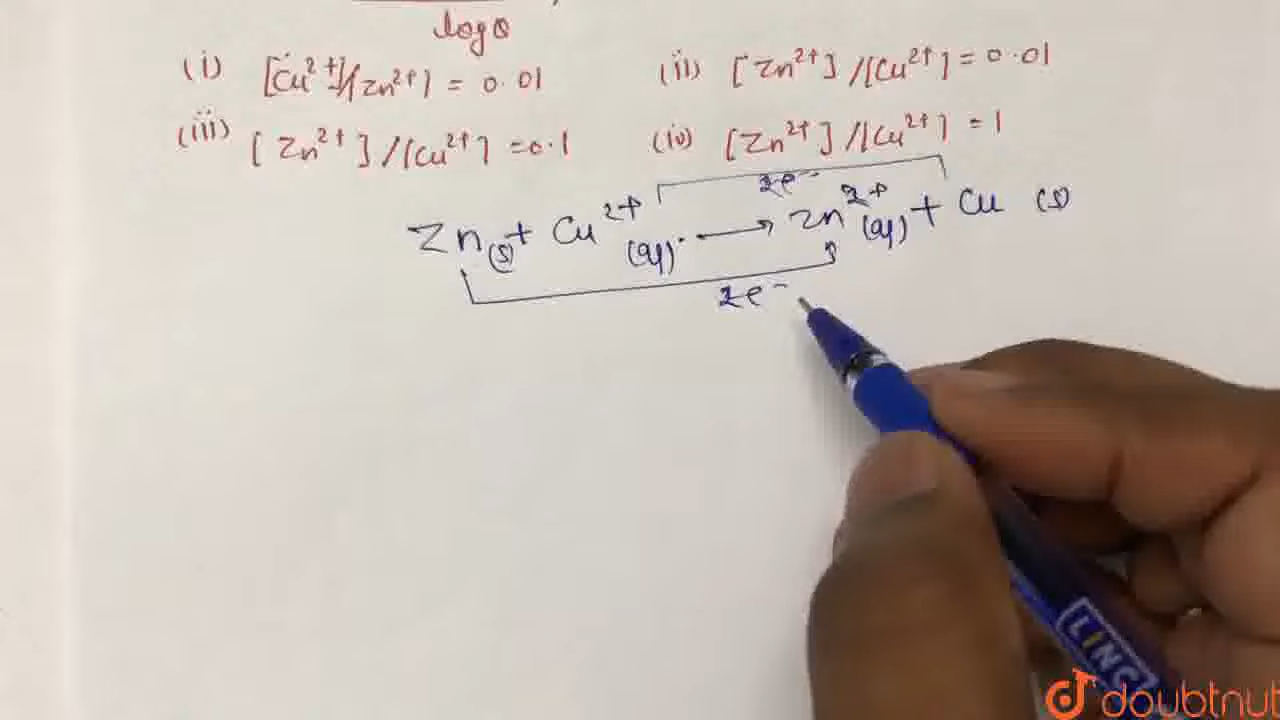 log Q
(i) [Cu²⁺]/[Zn²⁺] = 0.01 (ii) [Zn²⁺]/[Cu²⁺] = 0.01
(iii) [Zn²⁺]/[Cu²⁺] = 0.1 (iv) [Zn²⁺]/[Cu²⁺] = 1
2e⁻
Zn(s) + Cu²⁺(aq) → Zn²⁺(aq) + Cu (s)
2e⁻
LINC
doubtnut